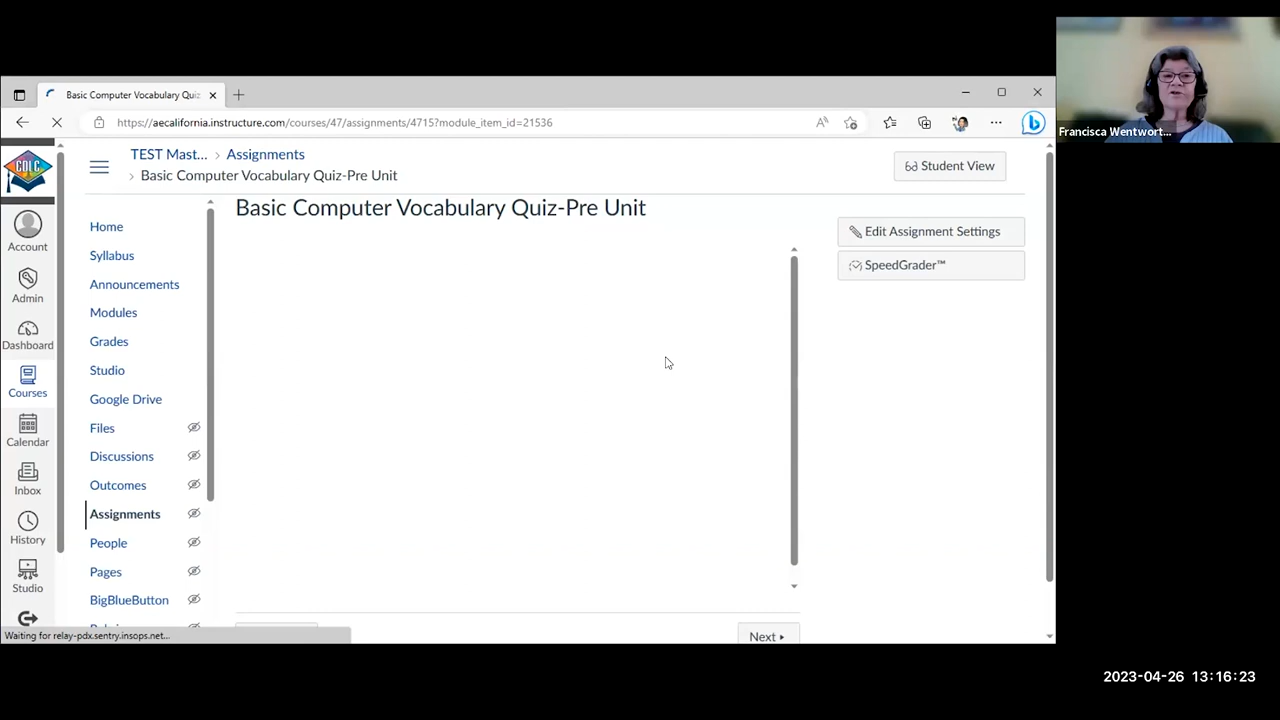 Basic Computer Vocabulary Quiz
https://aecalifornia.instructure.com/courses/47/assignments/4715?module_item_id=21536
Francisca Wentwort...
CDLC
TEST Mast... › Assignments
› Basic Computer Vocabulary Quiz-Pre Unit
Student View
Basic Computer Vocabulary Quiz-Pre Unit
Edit Assignment Settings
SpeedGrader™
Account
Admin
Dashboard
Courses
Calendar
Inbox
History
Studio
Home
Syllabus
Announcements
Modules
Grades
Studio
Google Drive
Files
Discussions
Outcomes
Assignments
People
Pages
BigBlueButton
Next
Waiting for relay-pdx.sentry.insops.net...
2023-04-26 13:16:23